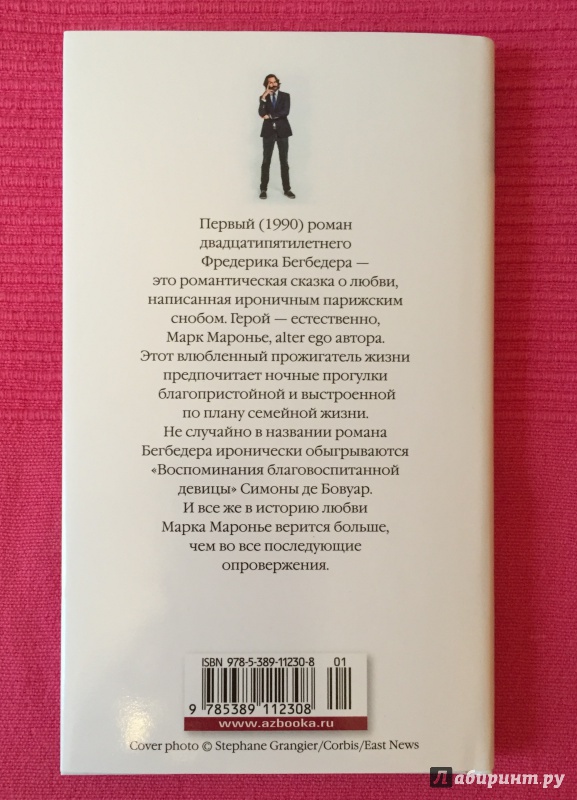 Первый (1990) роман
двадцатипятилетнего
Фредерика Бегбедера —
это романтическая сказка о любви,
написанная ироничным парижским
снобом. Герой — естественно,
Марк Маронье, alter ego автора.
Этот влюбленный прожигатель жизни
предпочитает ночные прогулки
благопристойной и выстроенной
по плану семейной жизни.
Не случайно в названии романа
Бегбедера иронически обыгрываются
«Воспоминания благовоспитанной
девицы» Симоны де Бовуар.
И все же в историю любви
Марка Маронье верится больше,
чем во все последующие
опровержения.
ISBN 978-5-389-11230-8 01
9 785389 112308
www.azbooka.ru
Cover photo © Stephane Grangier/Corbis/East News
Лабиринт.ру